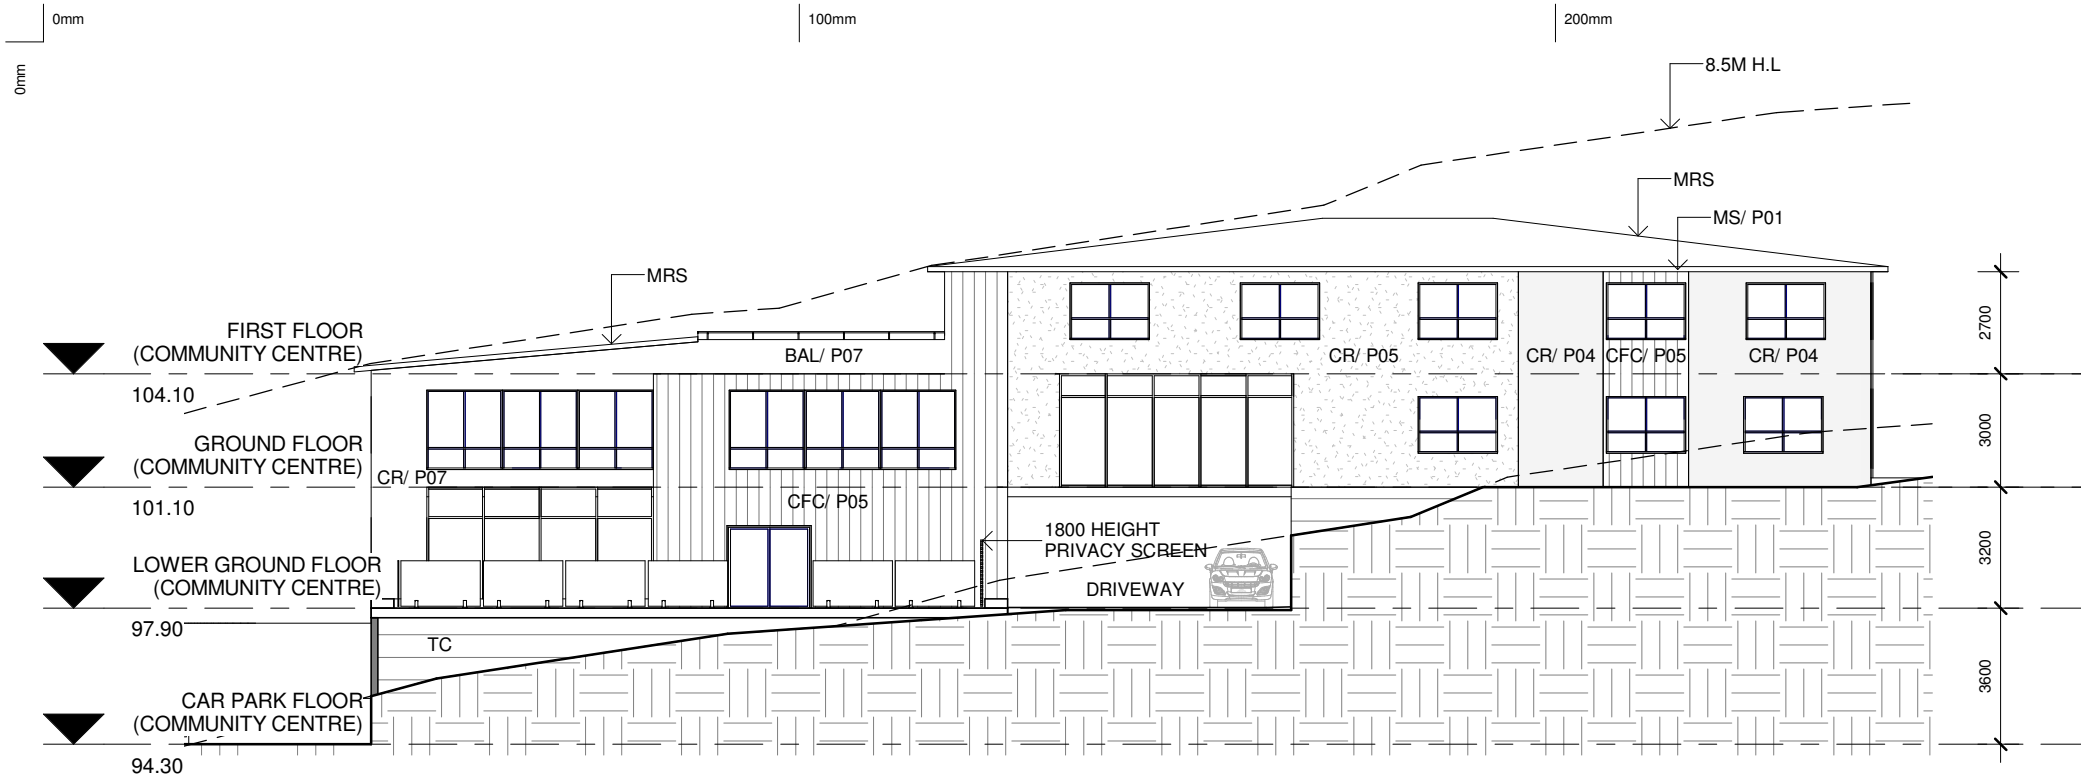 0mm
100mm
200mm
0mm
8.5M H.L
MRS
MS/ P01
MRS
FIRST FLOOR
(COMMUNITY CENTRE)
104.10
BAL/ P07
CR/ P05
CR/ P04
CFC/ P05
CR/ P04
2700
GROUND FLOOR
(COMMUNITY CENTRE)
101.10
CR/ P07
CFC/ P05
3000
1800 HEIGHT
PRIVACY SCREEN
DRIVEWAY
LOWER GROUND FLOOR
(COMMUNITY CENTRE)
97.90
3200
TC
CAR PARK FLOOR
(COMMUNITY CENTRE)
94.30
3600